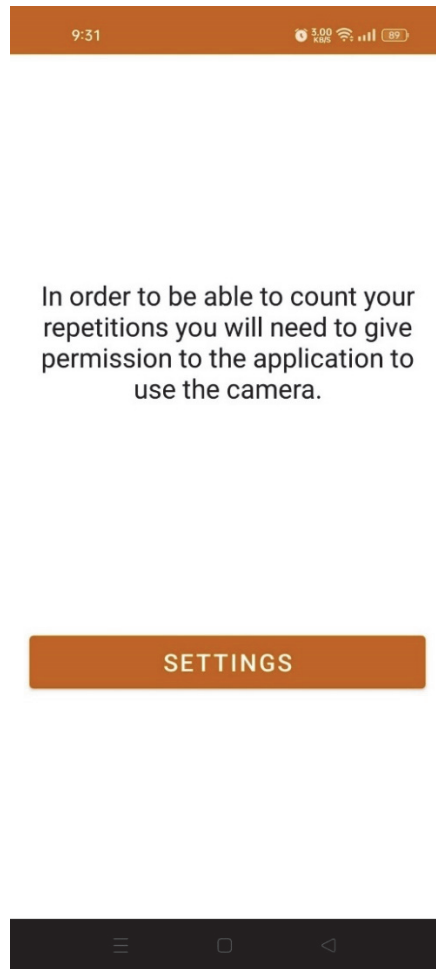 9:31
3.00
KB/S
89
In order to be able to count your
repetitions you will need to give
permission to the application to
use the camera.
SETTINGS